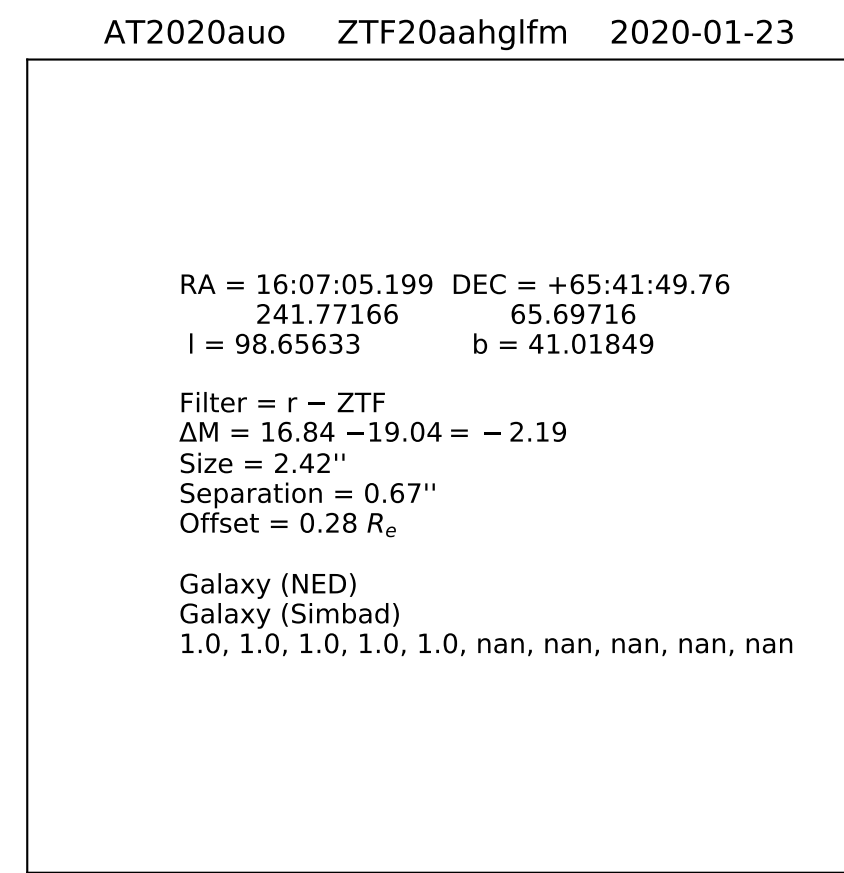 AT2020auo ZTF20aahglfm 2020-01-23
RA = 16:07:05.199 DEC = +65:41:49.76
241.77166 65.69716
l = 98.65633 b = 41.01849
Filter = r − ZTF
ΔM = 16.84 −19.04 = −2.19
Size = 2.42''
Separation = 0.67''
Offset = 0.28 Rₑ
Galaxy (NED)
Galaxy (Simbad)
1.0, 1.0, 1.0, 1.0, 1.0, nan, nan, nan, nan, nan